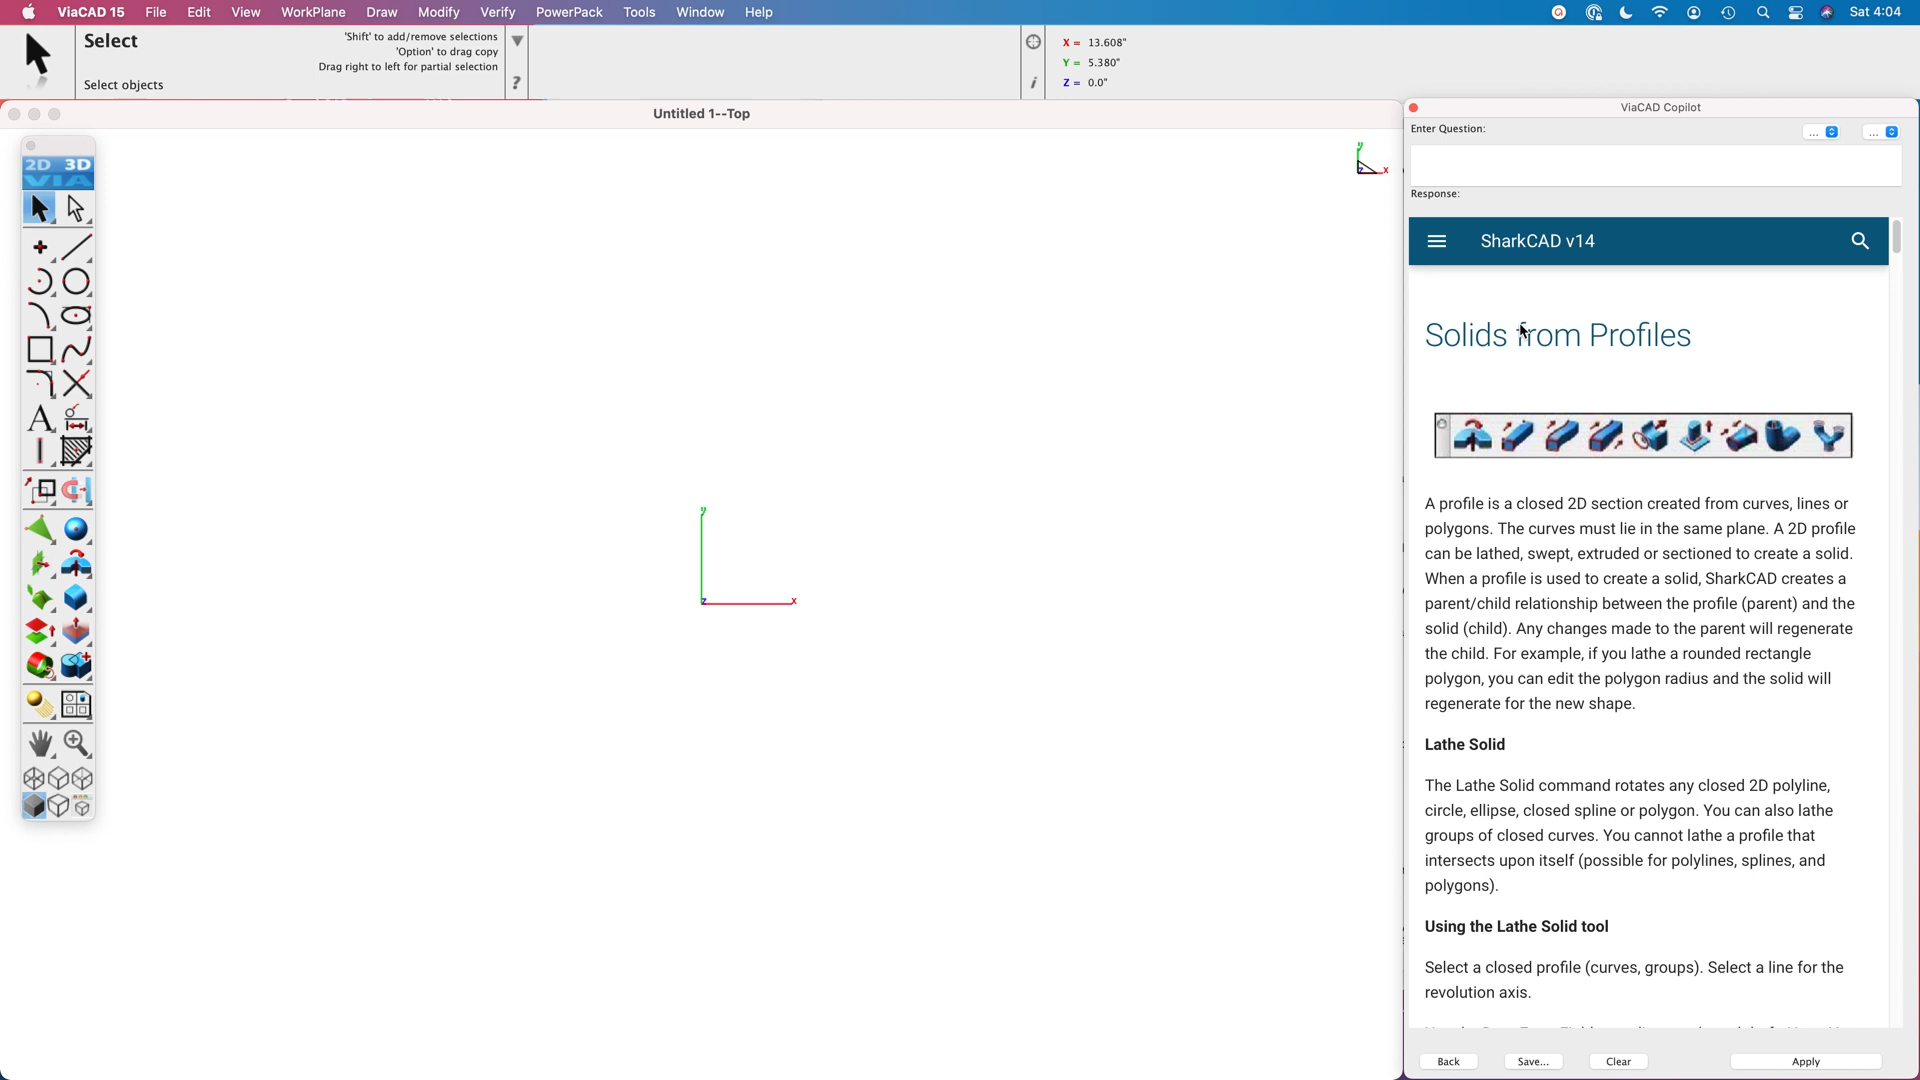 ViaCAD 15 File Edit View WorkPlane Draw Modify Verify PowerPack Tools Window Help Sat 4:04
Select
'Shift' to add/remove selections
'Option' to drag copy
Drag right to left for partial selection
Select objects
?
i
X = 13.608"
Y = 5.380"
Z = 0.0"
Untitled 1--Top
ViaCAD Copilot
2D 3D
VIA
A
y
x
z
y
x
z
Enter Question:
...
...
Response:
SharkCAD v14
Solids from Profiles
A profile is a closed 2D section created from curves, lines or
polygons. The curves must lie in the same plane. A 2D profile
can be lathed, swept, extruded or sectioned to create a solid.
When a profile is used to create a solid, SharkCAD creates a
parent/child relationship between the profile (parent) and the
solid (child). Any changes made to the parent will regenerate
the child. For example, if you lathe a rounded rectangle
polygon, you can edit the polygon radius and the solid will
regenerate for the new shape.
Lathe Solid
The Lathe Solid command rotates any closed 2D polyline,
circle, ellipse, closed spline or polygon. You can also lathe
groups of closed curves. You cannot lathe a profile that
intersects upon itself (possible for polylines, splines, and
polygons).
Using the Lathe Solid tool
Select a closed profile (curves, groups). Select a line for the
revolution axis.
Back
Save...
Clear
Apply